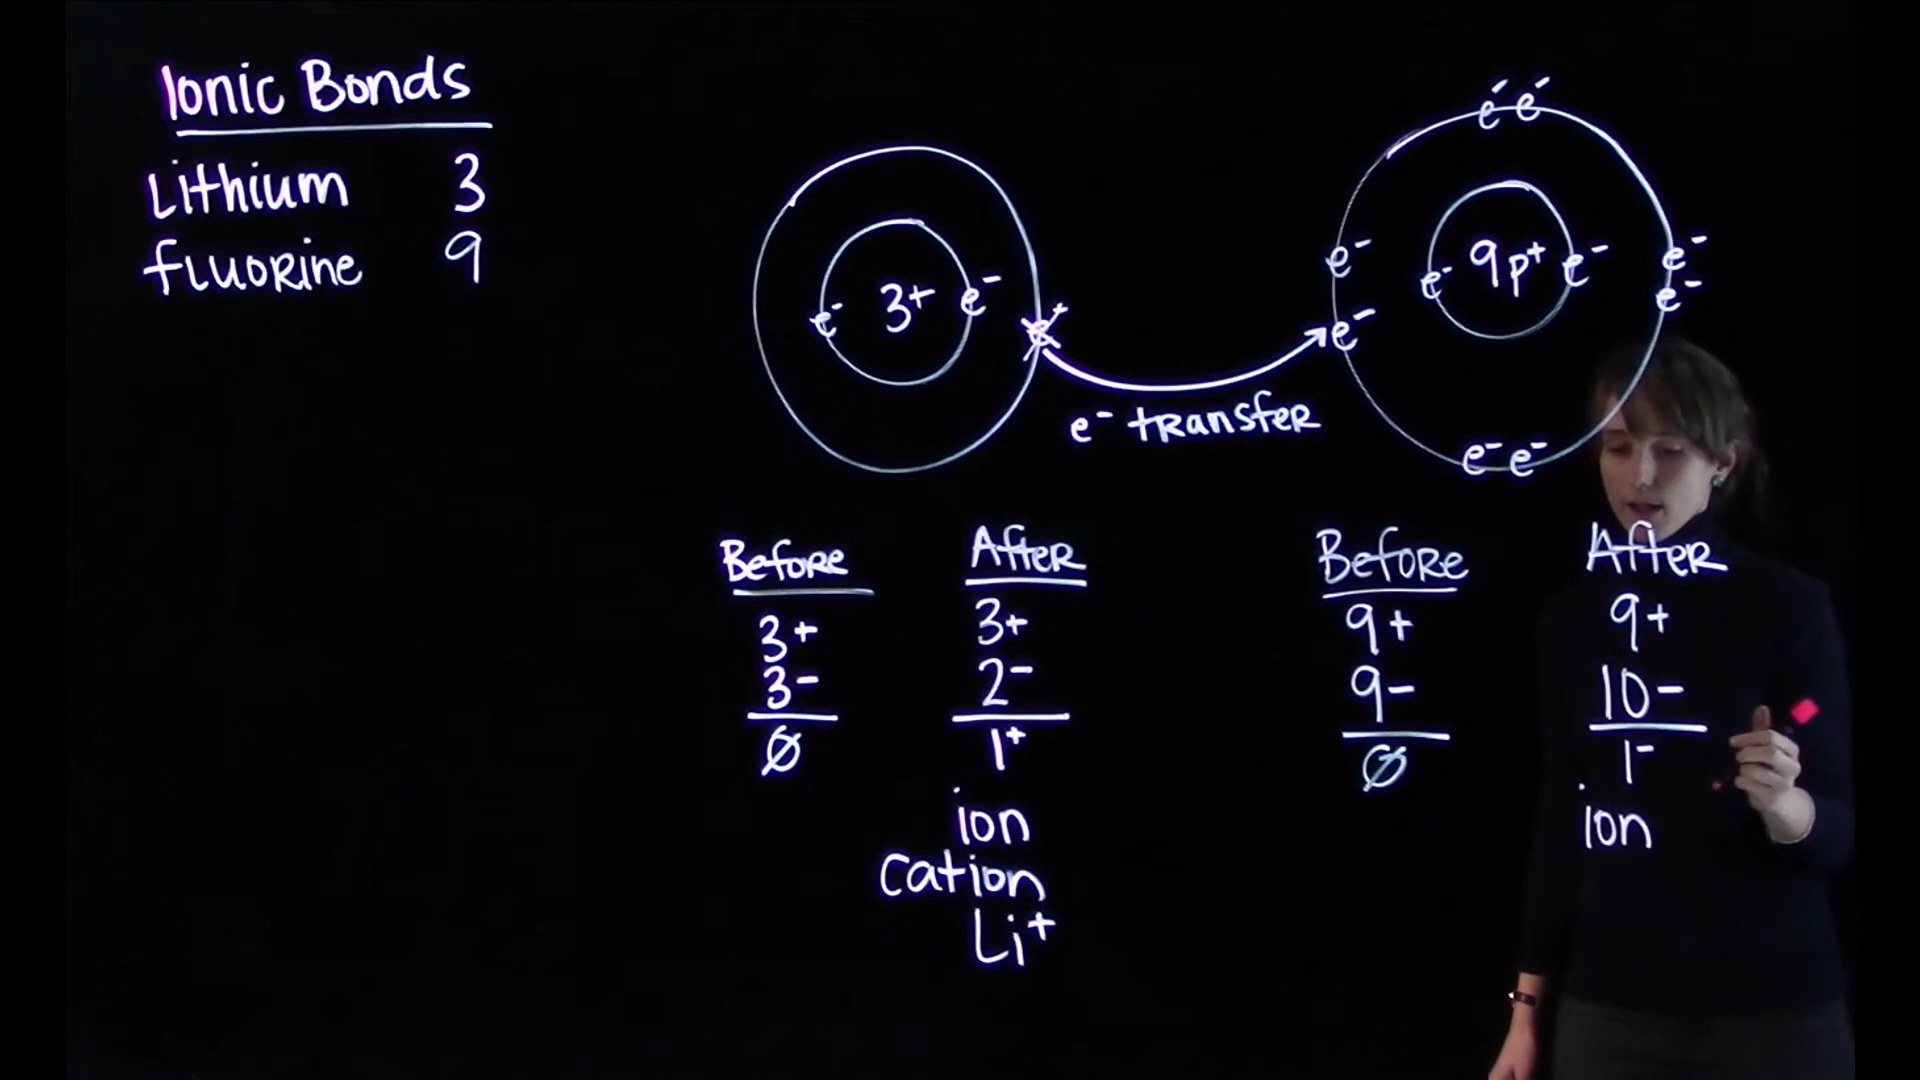 Ionic Bonds
Lithium 3
fluorine 9
e- e-
e- 3+ e- e-
e- e- 9p+ e- e-
e- e-
e- transfer
e- e-
Before After
3+ 3+
3- 2-
Ø 1+
ion
cation
Li+
Before After
9+ 9+
9- 10-
Ø 1-
ion